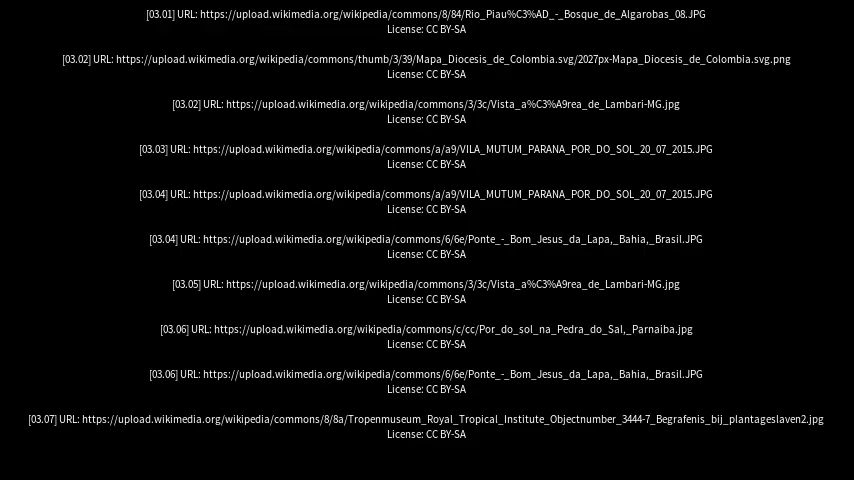 [03.01] URL: https://upload.wikimedia.org/wikipedia/commons/8/84/Rio_Piau%C3%AD_-_Bosque_de_Algarobas_08.JPG
License: CC BY-SA
[03.02] URL: https://upload.wikimedia.org/wikipedia/commons/thumb/3/39/Mapa_Diocesis_de_Colombia.svg/2027px-Mapa_Diocesis_de_Colombia.svg.png
License: CC BY-SA
[03.02] URL: https://upload.wikimedia.org/wikipedia/commons/3/3c/Vista_a%C3%A9rea_de_Lambari-MG.jpg
License: CC BY-SA
[03.03] URL: https://upload.wikimedia.org/wikipedia/commons/a/a9/VILA_MUTUM_PARANA_POR_DO_SOL_20_07_2015.JPG
License: CC BY-SA
[03.04] URL: https://upload.wikimedia.org/wikipedia/commons/a/a9/VILA_MUTUM_PARANA_POR_DO_SOL_20_07_2015.JPG
License: CC BY-SA
[03.04] URL: https://upload.wikimedia.org/wikipedia/commons/6/6e/Ponte_-_Bom_Jesus_da_Lapa,_Bahia,_Brasil.JPG
License: CC BY-SA
[03.05] URL: https://upload.wikimedia.org/wikipedia/commons/3/3c/Vista_a%C3%A9rea_de_Lambari-MG.jpg
License: CC BY-SA
[03.06] URL: https://upload.wikimedia.org/wikipedia/commons/c/cc/Por_do_sol_na_Pedra_do_Sal,_Parnaiba.jpg
License: CC BY-SA
[03.06] URL: https://upload.wikimedia.org/wikipedia/commons/6/6e/Ponte_-_Bom_Jesus_da_Lapa,_Bahia,_Brasil.JPG
License: CC BY-SA
[03.07] URL: https://upload.wikimedia.org/wikipedia/commons/8/8a/Tropenmuseum_Royal_Tropical_Institute_Objectnumber_3444-7_Begrafenis_bij_plantageslaven2.jpg
License: CC BY-SA